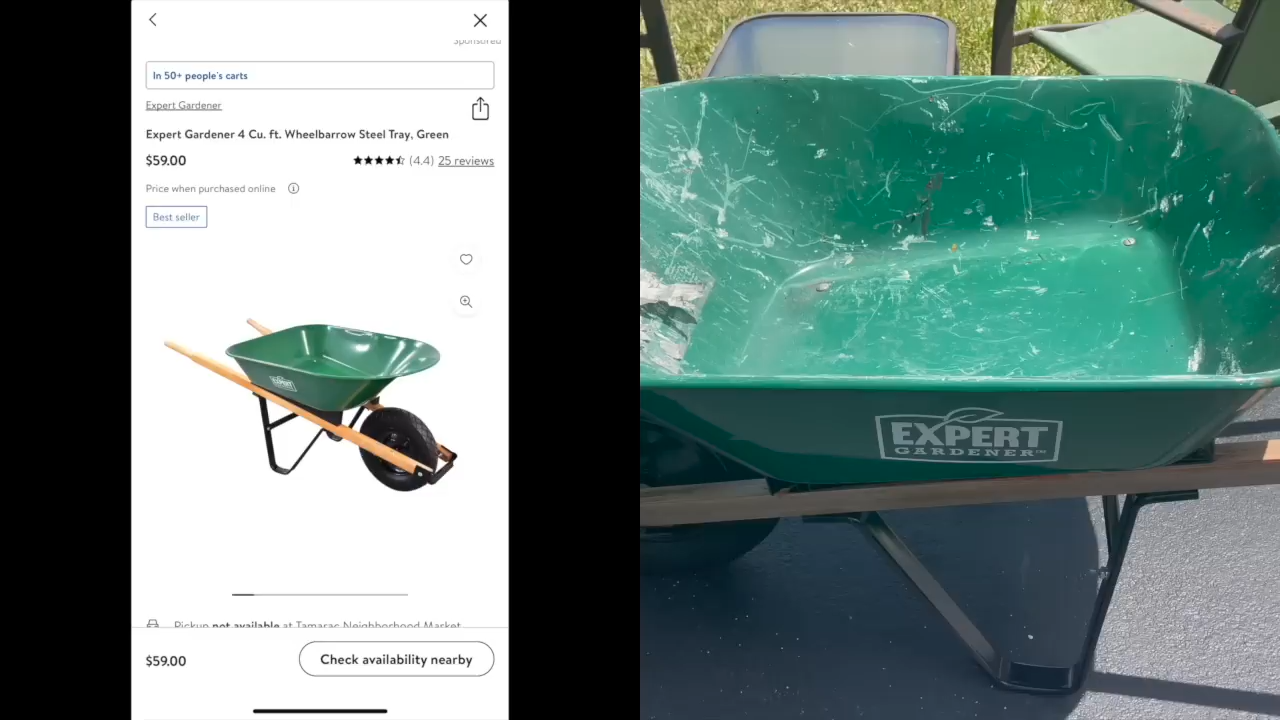 Sponsored
In 50+ people's carts
Expert Gardener
Expert Gardener 4 Cu. ft. Wheelbarrow Steel Tray, Green
$59.00
(4.4) 25 reviews
Price when purchased online
Best seller
EXPERT
Pickup not available at Tamarac Neighborhood Market
$59.00
Check availability nearby
EXPERT
GARDENER